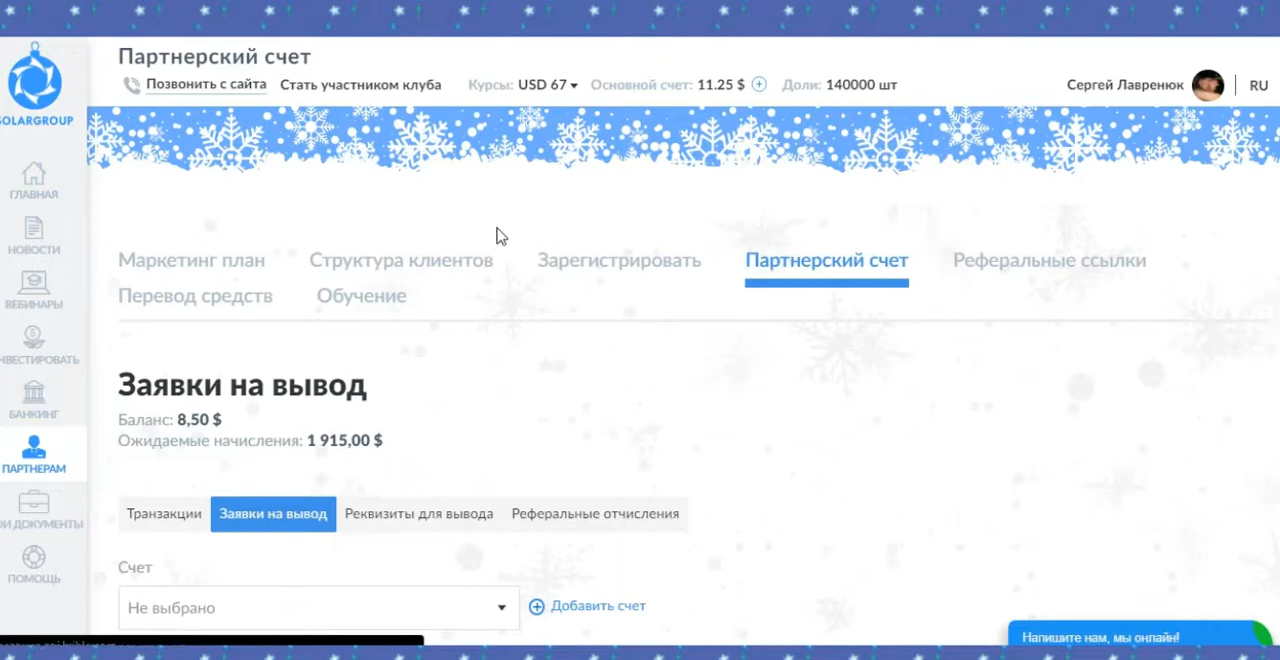 Партнерский счет
Позвонить с сайта Стать участником клуба Курсы: USD 67 Основной счет: 11.25 $ Доли: 140000 шт Сергей Лавренюк RU
SOLARGROUP
ГЛАВНАЯ
НОВОСТИ
ВЕБИНАРЫ
НВЕСТИРОВАТЬ
БАНКИНГ
ПАРТНЕРАМ
ОИ ДОКУМЕНТЫ
ПОМОЩЬ
Маркетинг план Структура клиентов Зарегистрировать Партнерский счет Реферальные ссылки
Перевод средств Обучение
Заявки на вывод
Баланс: 8,50 $
Ожидаемые начисления: 1 915,00 $
Транзакции Заявки на вывод Реквизиты для вывода Реферальные отчисления
Счет
Не выбрано Добавить счет
Напишите нам, мы онлайн!